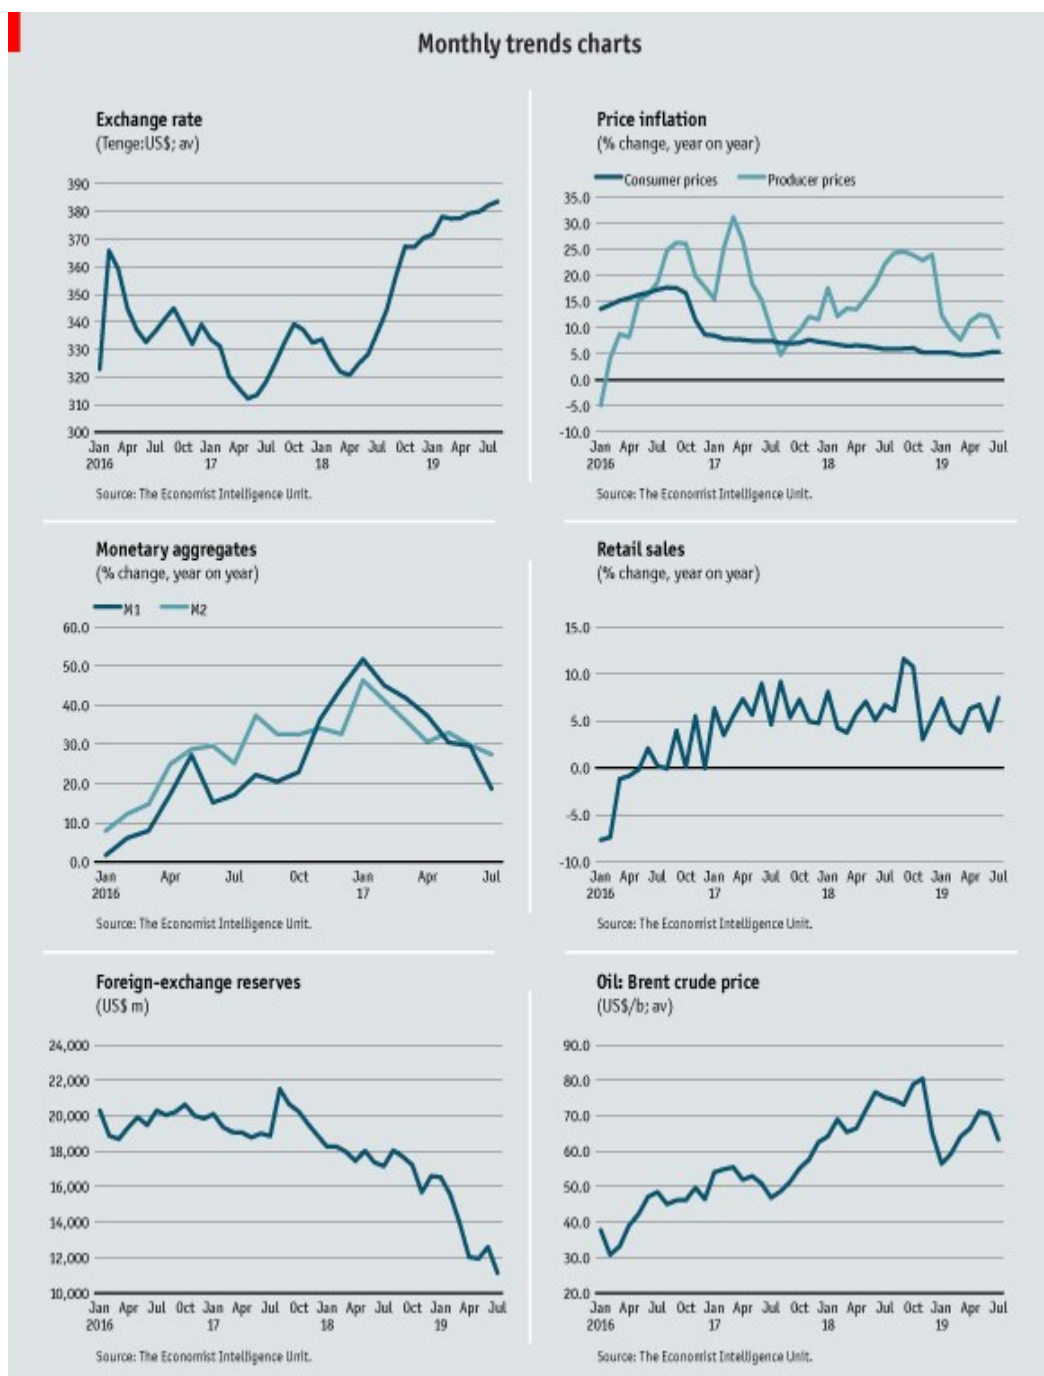 Monthly trends charts
Exchange rate
(Tenge:US$; av)
390
380
370
360
350
340
330
320
310
300
Jan Apr Jul Oct Jan Apr Jul Oct Jan Apr Jul Oct Jan Apr Jul
2016 17 18 19
Source: The Economist Intelligence Unit.
Price inflation
(% change, year on year)
Consumer prices Producer prices
35.0
30.0
25.0
20.0
15.0
10.0
5.0
0.0
-5.0
-10.0
Jan Apr Jul Oct Jan Apr Jul Oct Jan Apr Jul Oct Jan Apr Jul
2016 17 18 19
Source: The Economist Intelligence Unit.
Monetary aggregates
(% change, year on year)
M1 M2
60.0
50.0
40.0
30.0
20.0
10.0
0.0
Jan Apr Jul Oct Jan Apr Jul
2016 17
Source: The Economist Intelligence Unit.
Retail sales
(% change, year on year)
15.0
10.0
5.0
0.0
-5.0
-10.0
Jan Apr Jul Oct Jan Apr Jul Oct Jan Apr Jul Oct Jan Apr Jul
2016 17 18 19
Source: The Economist Intelligence Unit.
Foreign-exchange reserves
(US$ m)
24,000
22,000
20,000
18,000
16,000
14,000
12,000
10,000
Jan Apr Jul Oct Jan Apr Jul Oct Jan Apr Jul Oct Jan Apr Jul
2016 17 18 19
Source: The Economist Intelligence Unit.
Oil: Brent crude price
(US$/b; av)
90.0
80.0
70.0
60.0
50.0
40.0
30.0
20.0
Jan Apr Jul Oct Jan Apr Jul Oct Jan Apr Jul Oct Jan Apr Jul
2016 17 18 19
Source: The Economist Intelligence Unit.